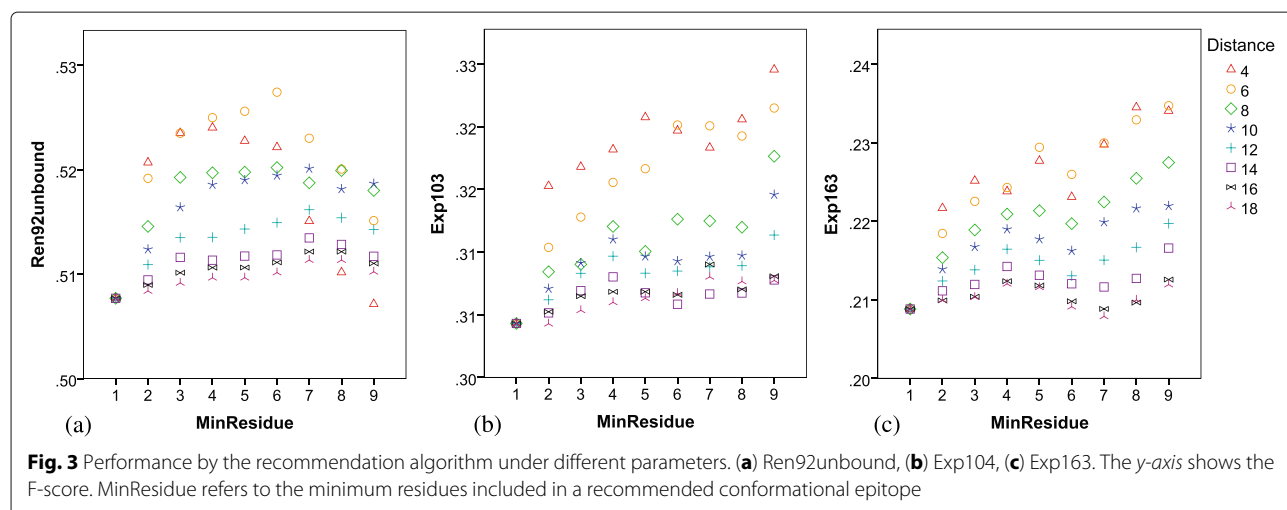 .53
.52
.51
.50
Ren92unbound
1 2 3 4 5 6 7 8 9
MinResidue
(a)
.33
.32
.32
.31
.31
.30
Exp103
1 2 3 4 5 6 7 8 9
MinResidue
(b)
.24
.22
.21
.20
Exp163
1 2 3 4 5 6 7 8 9
MinResidue
(c)
Distance
4
6
8
10
12
14
16
18
Fig. 3 Performance by the recommendation algorithm under different parameters. (a) Ren92unbound, (b) Exp104, (c) Exp163. The y-axis shows the
F-score. MinResidue refers to the minimum residues included in a recommended conformational epitope